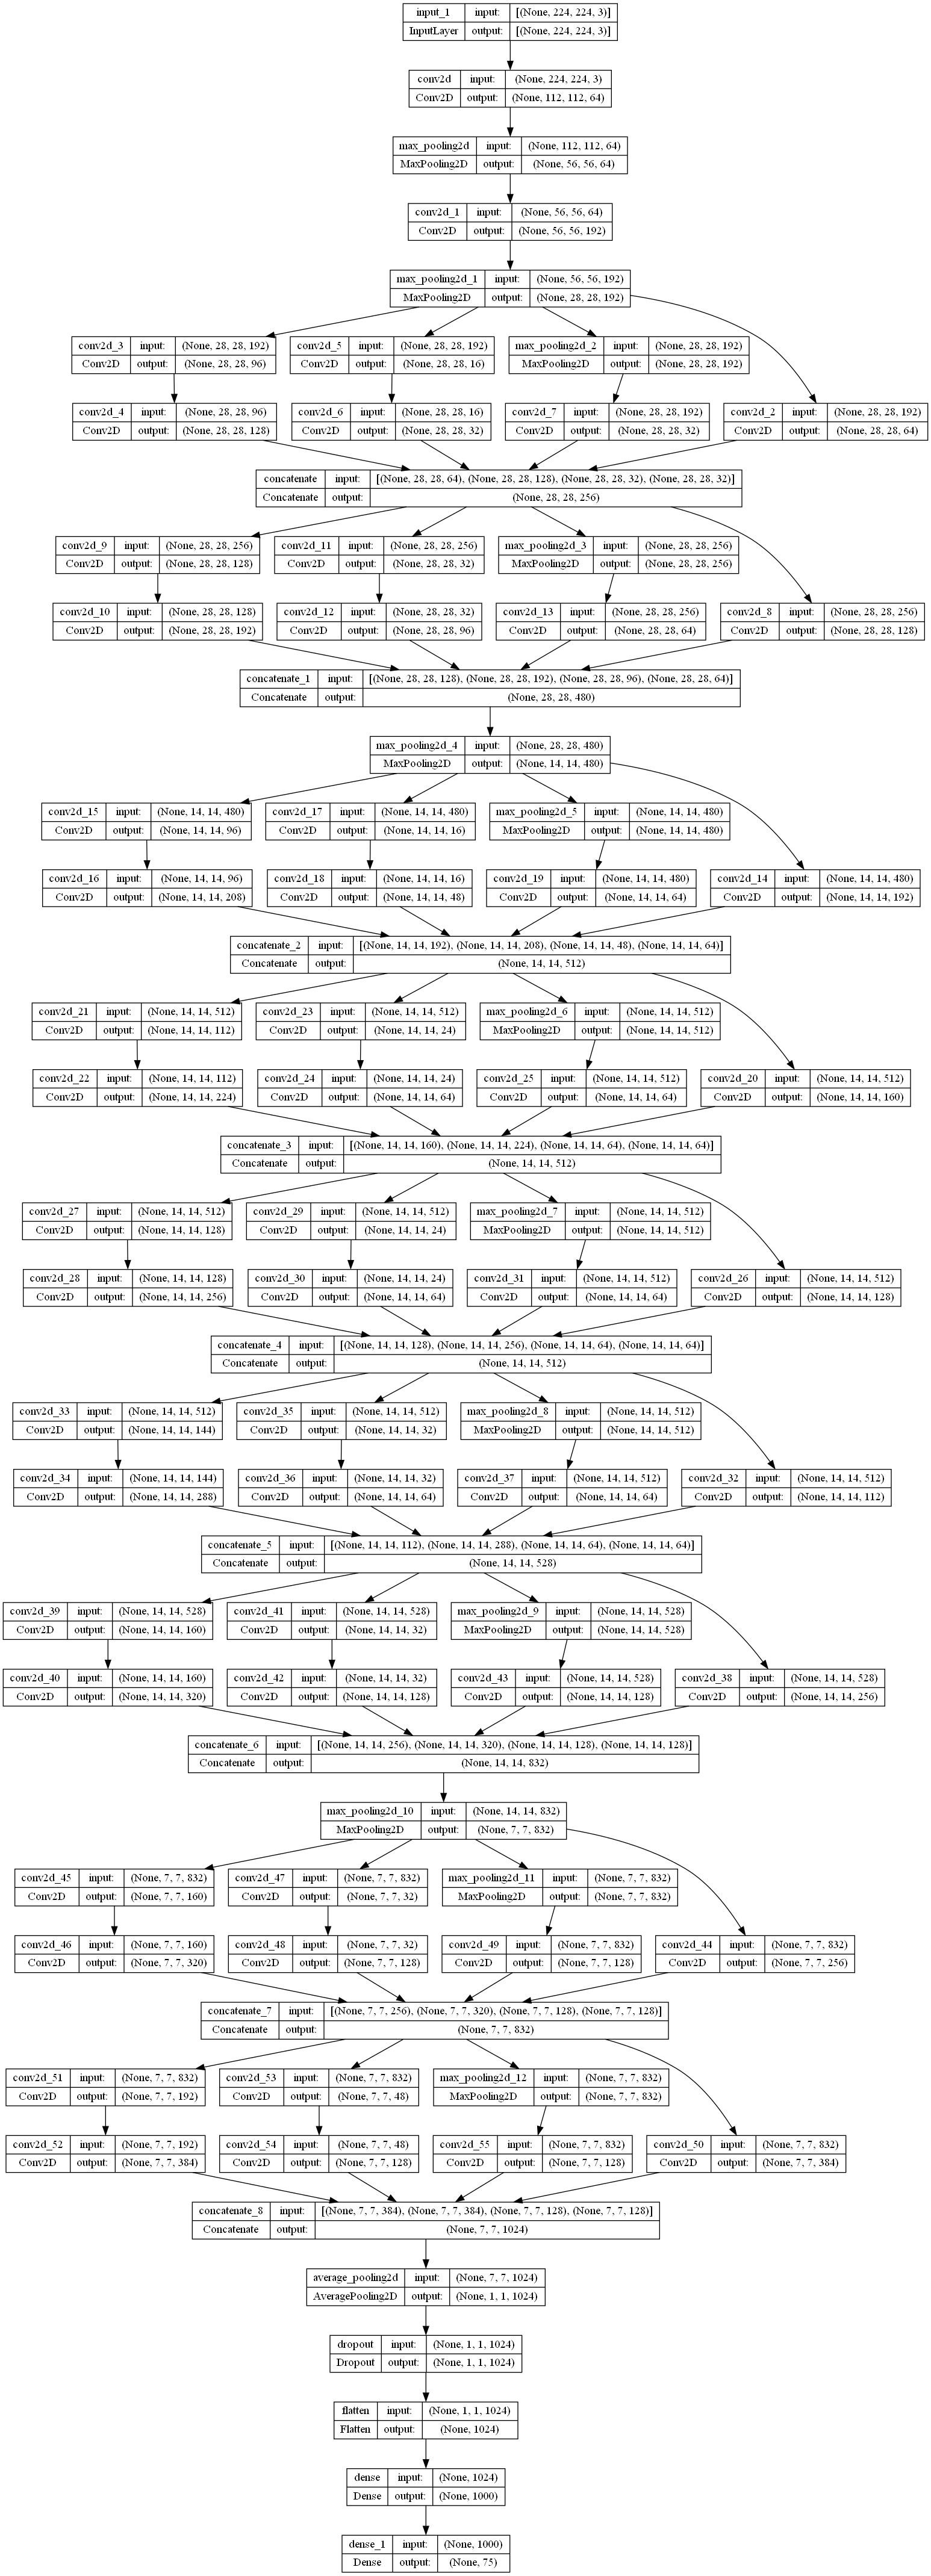 input_1 input: [(None, 224, 224, 3)]
InputLayer output: [(None, 224, 224, 3)]
conv2d input: (None, 224, 224, 3)
Conv2D output: (None, 112, 112, 64)
max_pooling2d input: (None, 112, 112, 64)
MaxPooling2D output: (None, 56, 56, 64)
conv2d_1 input: (None, 56, 56, 64)
Conv2D output: (None, 56, 56, 192)
max_pooling2d_1 input: (None, 56, 56, 192)
MaxPooling2D output: (None, 28, 28, 192)
conv2d_3 input: (None, 28, 28, 192) conv2d_5 input: (None, 28, 28, 192) max_pooling2d_2 input: (None, 28, 28, 192)
Conv2D output: (None, 28, 28, 96) Conv2D output: (None, 28, 28, 16) MaxPooling2D output: (None, 28, 28, 192)
conv2d_4 input: (None, 28, 28, 96) conv2d_6 input: (None, 28, 28, 16) conv2d_7 input: (None, 28, 28, 192) conv2d_2 input: (None, 28, 28, 192)
Conv2D output: (None, 28, 28, 128) Conv2D output: (None, 28, 28, 32) Conv2D output: (None, 28, 28, 32) Conv2D output: (None, 28, 28, 64)
concatenate input: [(None, 28, 28, 64), (None, 28, 28, 128), (None, 28, 28, 32), (None, 28, 28, 32)]
Concatenate output: (None, 28, 28, 256)
conv2d_9 input: (None, 28, 28, 256) conv2d_11 input: (None, 28, 28, 256) max_pooling2d_3 input: (None, 28, 28, 256)
Conv2D output: (None, 28, 28, 128) Conv2D output: (None, 28, 28, 32) MaxPooling2D output: (None, 28, 28, 256)
conv2d_10 input: (None, 28, 28, 128) conv2d_12 input: (None, 28, 28, 32) conv2d_13 input: (None, 28, 28, 256) conv2d_8 input: (None, 28, 28, 256)
Conv2D output: (None, 28, 28, 192) Conv2D output: (None, 28, 28, 96) Conv2D output: (None, 28, 28, 64) Conv2D output: (None, 28, 28, 128)
concatenate_1 input: [(None, 28, 28, 128), (None, 28, 28, 192), (None, 28, 28, 96), (None, 28, 28, 64)]
Concatenate output: (None, 28, 28, 480)
max_pooling2d_4 input: (None, 28, 28, 480)
MaxPooling2D output: (None, 14, 14, 480)
conv2d_15 input: (None, 14, 14, 480) conv2d_17 input: (None, 14, 14, 480) max_pooling2d_5 input: (None, 14, 14, 480)
Conv2D output: (None, 14, 14, 96) Conv2D output: (None, 14, 14, 16) MaxPooling2D output: (None, 14, 14, 480)
conv2d_16 input: (None, 14, 14, 96) conv2d_18 input: (None, 14, 14, 16) conv2d_19 input: (None, 14, 14, 480) conv2d_14 input: (None, 14, 14, 480)
Conv2D output: (None, 14, 14, 208) Conv2D output: (None, 14, 14, 48) Conv2D output: (None, 14, 14, 64) Conv2D output: (None, 14, 14, 192)
concatenate_2 input: [(None, 14, 14, 192), (None, 14, 14, 208), (None, 14, 14, 48), (None, 14, 14, 64)]
Concatenate output: (None, 14, 14, 512)
conv2d_21 input: (None, 14, 14, 512) conv2d_23 input: (None, 14, 14, 512) max_pooling2d_6 input: (None, 14, 14, 512)
Conv2D output: (None, 14, 14, 112) Conv2D output: (None, 14, 14, 24) MaxPooling2D output: (None, 14, 14, 512)
conv2d_22 input: (None, 14, 14, 112) conv2d_24 input: (None, 14, 14, 24) conv2d_25 input: (None, 14, 14, 512) conv2d_20 input: (None, 14, 14, 512)
Conv2D output: (None, 14, 14, 224) Conv2D output: (None, 14, 14, 64) Conv2D output: (None, 14, 14, 64) Conv2D output: (None, 14, 14, 160)
concatenate_3 input: [(None, 14, 14, 160), (None, 14, 14, 224), (None, 14, 14, 64), (None, 14, 14, 64)]
Concatenate output: (None, 14, 14, 512)
conv2d_27 input: (None, 14, 14, 512) conv2d_29 input: (None, 14, 14, 512) max_pooling2d_7 input: (None, 14, 14, 512)
Conv2D output: (None, 14, 14, 128) Conv2D output: (None, 14, 14, 24) MaxPooling2D output: (None, 14, 14, 512)
conv2d_28 input: (None, 14, 14, 128) conv2d_30 input: (None, 14, 14, 24) conv2d_31 input: (None, 14, 14, 512) conv2d_26 input: (None, 14, 14, 512)
Conv2D output: (None, 14, 14, 256) Conv2D output: (None, 14, 14, 64) Conv2D output: (None, 14, 14, 64) Conv2D output: (None, 14, 14, 128)
concatenate_4 input: [(None, 14, 14, 128), (None, 14, 14, 256), (None, 14, 14, 64), (None, 14, 14, 64)]
Concatenate output: (None, 14, 14, 512)
conv2d_33 input: (None, 14, 14, 512) conv2d_35 input: (None, 14, 14, 512) max_pooling2d_8 input: (None, 14, 14, 512)
Conv2D output: (None, 14, 14, 144) Conv2D output: (None, 14, 14, 32) MaxPooling2D output: (None, 14, 14, 512)
conv2d_34 input: (None, 14, 14, 144) conv2d_36 input: (None, 14, 14, 32) conv2d_37 input: (None, 14, 14, 512) conv2d_32 input: (None, 14, 14, 512)
Conv2D output: (None, 14, 14, 288) Conv2D output: (None, 14, 14, 64) Conv2D output: (None, 14, 14, 64) Conv2D output: (None, 14, 14, 112)
concatenate_5 input: [(None, 14, 14, 112), (None, 14, 14, 288), (None, 14, 14, 64), (None, 14, 14, 64)]
Concatenate output: (None, 14, 14, 528)
conv2d_39 input: (None, 14, 14, 528) conv2d_41 input: (None, 14, 14, 528) max_pooling2d_9 input: (None, 14, 14, 528)
Conv2D output: (None, 14, 14, 160) Conv2D output: (None, 14, 14, 32) MaxPooling2D output: (None, 14, 14, 528)
conv2d_40 input: (None, 14, 14, 160) conv2d_42 input: (None, 14, 14, 32) conv2d_43 input: (None, 14, 14, 528) conv2d_38 input: (None, 14, 14, 528)
Conv2D output: (None, 14, 14, 320) Conv2D output: (None, 14, 14, 128) Conv2D output: (None, 14, 14, 128) Conv2D output: (None, 14, 14, 256)
concatenate_6 input: [(None, 14, 14, 256), (None, 14, 14, 320), (None, 14, 14, 128), (None, 14, 14, 128)]
Concatenate output: (None, 14, 14, 832)
max_pooling2d_10 input: (None, 14, 14, 832)
MaxPooling2D output: (None, 7, 7, 832)
conv2d_45 input: (None, 7, 7, 832) conv2d_47 input: (None, 7, 7, 832) max_pooling2d_11 input: (None, 7, 7, 832)
Conv2D output: (None, 7, 7, 160) Conv2D output: (None, 7, 7, 32) MaxPooling2D output: (None, 7, 7, 832)
conv2d_46 input: (None, 7, 7, 160) conv2d_48 input: (None, 7, 7, 32) conv2d_49 input: (None, 7, 7, 832) conv2d_44 input: (None, 7, 7, 832)
Conv2D output: (None, 7, 7, 320) Conv2D output: (None, 7, 7, 128) Conv2D output: (None, 7, 7, 128) Conv2D output: (None, 7, 7, 256)
concatenate_7 input: [(None, 7, 7, 256), (None, 7, 7, 320), (None, 7, 7, 128), (None, 7, 7, 128)]
Concatenate output: (None, 7, 7, 832)
conv2d_51 input: (None, 7, 7, 832) conv2d_53 input: (None, 7, 7, 832) max_pooling2d_12 input: (None, 7, 7, 832)
Conv2D output: (None, 7, 7, 192) Conv2D output: (None, 7, 7, 48) MaxPooling2D output: (None, 7, 7, 832)
conv2d_52 input: (None, 7, 7, 192) conv2d_54 input: (None, 7, 7, 48) conv2d_55 input: (None, 7, 7, 832) conv2d_50 input: (None, 7, 7, 832)
Conv2D output: (None, 7, 7, 384) Conv2D output: (None, 7, 7, 128) Conv2D output: (None, 7, 7, 128) Conv2D output: (None, 7, 7, 384)
concatenate_8 input: [(None, 7, 7, 384), (None, 7, 7, 384), (None, 7, 7, 128), (None, 7, 7, 128)]
Concatenate output: (None, 7, 7, 1024)
average_pooling2d input: (None, 7, 7, 1024)
AveragePooling2D output: (None, 1, 1, 1024)
dropout input: (None, 1, 1, 1024)
Dropout output: (None, 1, 1, 1024)
flatten input: (None, 1, 1, 1024)
Flatten output: (None, 1024)
dense input: (None, 1024)
Dense output: (None, 1000)
dense_1 input: (None, 1000)
Dense output: (None, 75)